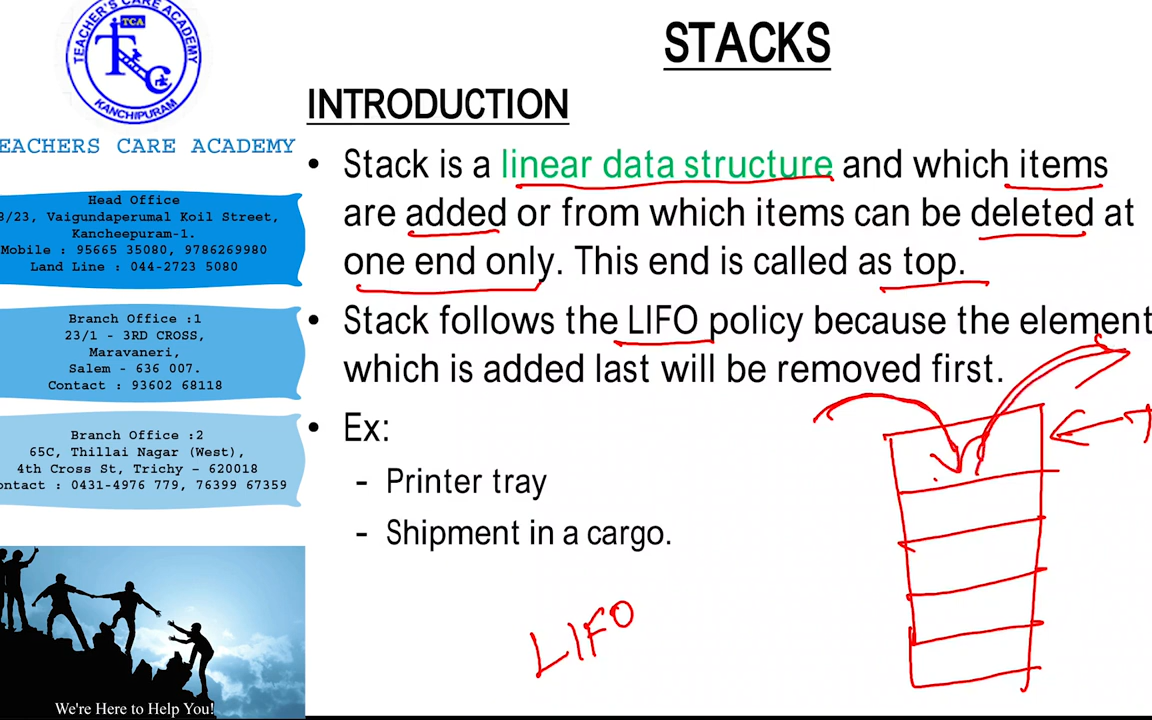 TEACHER'S CARE ACADEMY
TCA
KANCHIPURAM
EACHERS CARE ACADEMY
Head Office
3/23, Vaigundaperumal Koil Street,
Kancheepuram-1.
Mobile : 95665 35080, 9786269980
Land Line : 044-2723 5080
Branch Office :1
23/1 - 3RD CROSS,
Maravaneri,
Salem - 636 007.
Contact : 93602 68118
Branch Office :2
65C, Thillai Nagar (West),
4th Cross St, Trichy – 620018
ontact : 0431-4976 779, 76399 67359
We're Here to Help You!
STACKS
INTRODUCTION
• Stack is a linear data structure and which items
are added or from which items can be deleted at
one end only. This end is called as top.
• Stack follows the LIFO policy because the element
which is added last will be removed first.
• Ex:
- Printer tray
- Shipment in a cargo.
LIFO